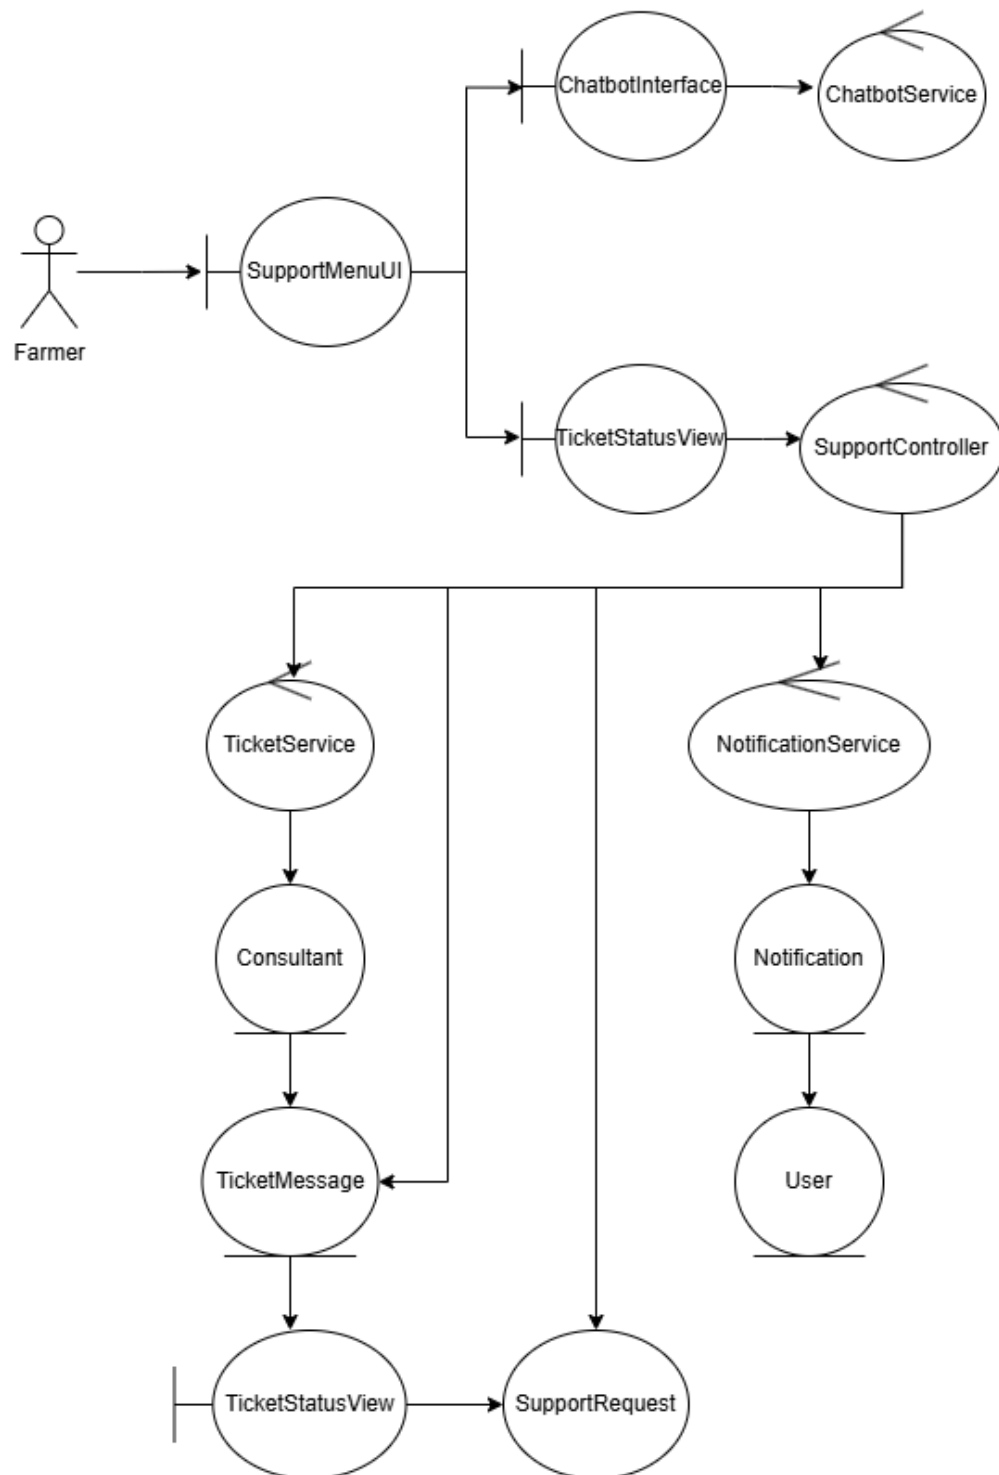 ChatbotInterface
ChatbotService
SupportMenuUI
Farmer
TicketStatusView
SupportController
TicketService
NotificationService
Consultant
Notification
TicketMessage
User
TicketStatusView
SupportRequest